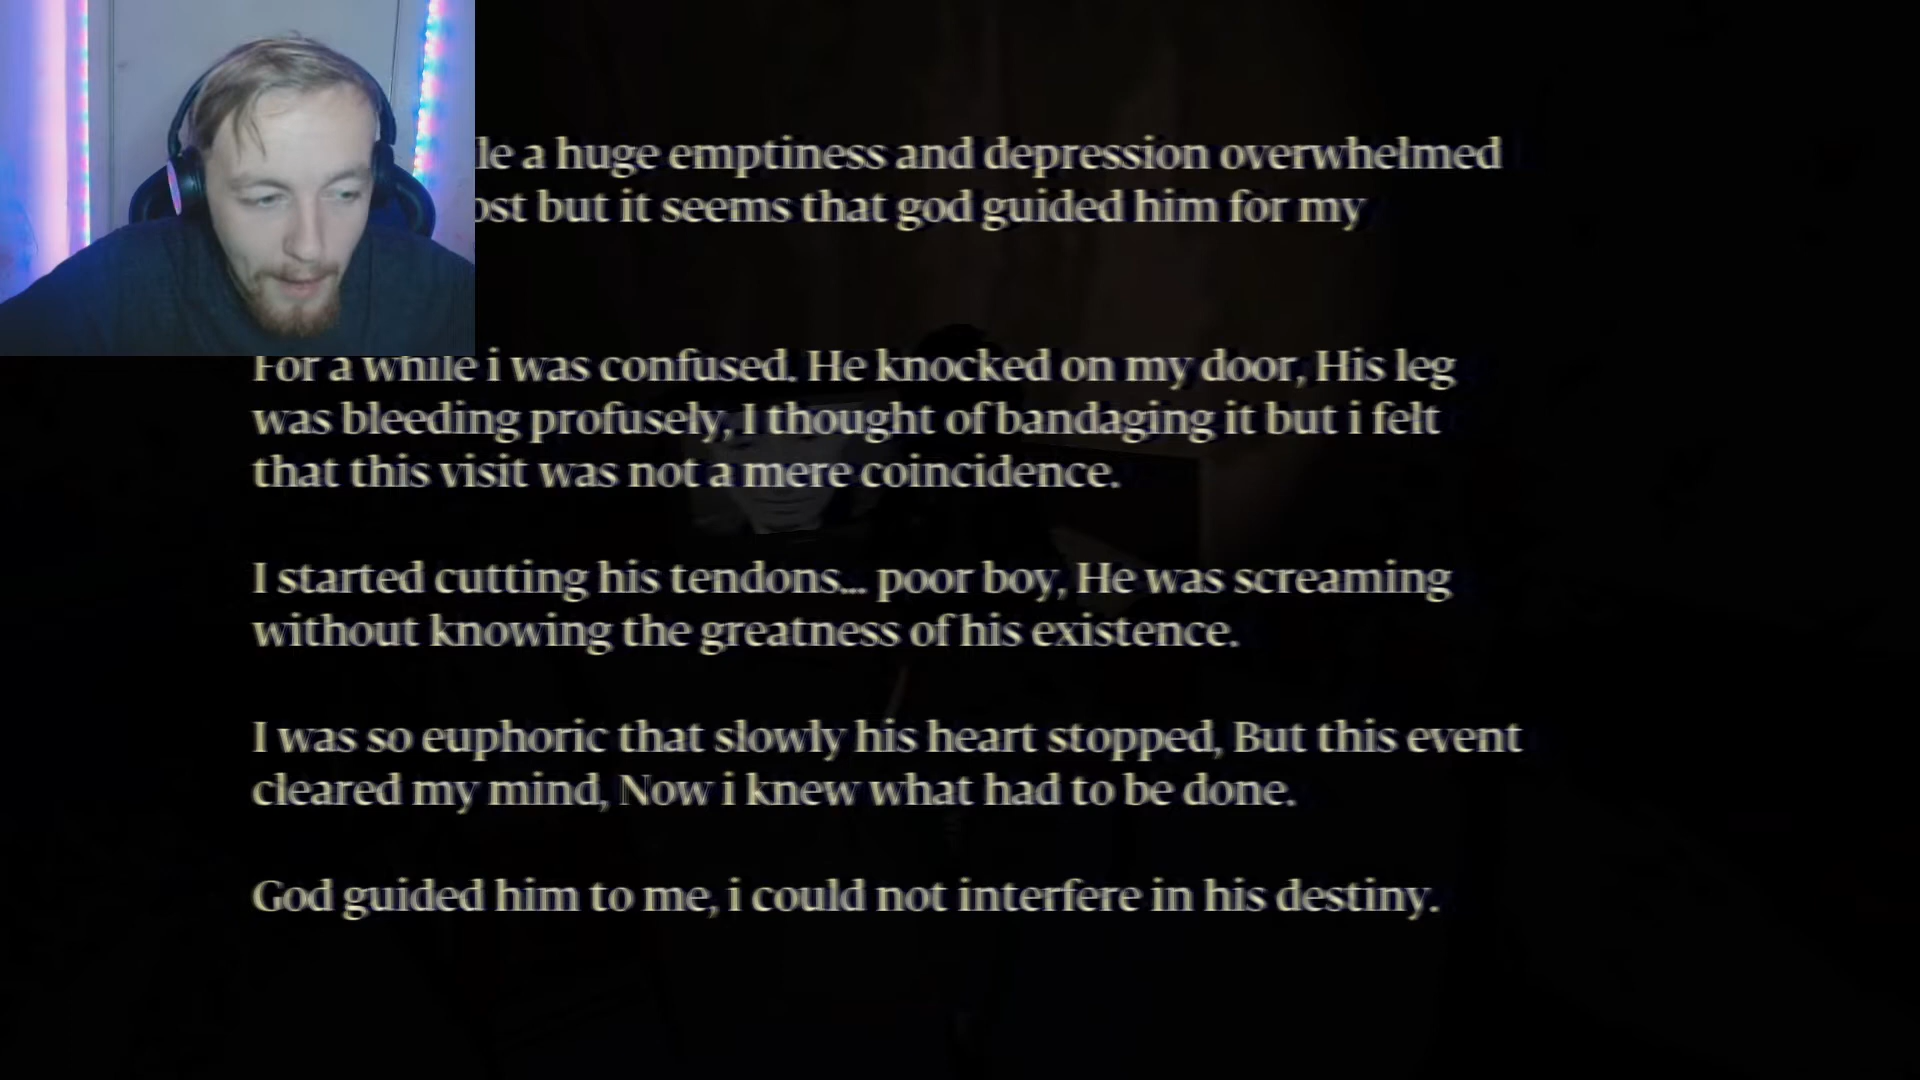 a huge emptiness and depression overwhelmed
but it seems that god guided him for my
For a while i was confused. He knocked on my door, His leg
was bleeding profusely, I thought of bandaging it but i felt
that this visit was not a mere coincidence.
I started cutting his tendons... poor boy, He was screaming
without knowing the greatness of his existence.
I was so euphoric that slowly his heart stopped, But this event
cleared my mind, Now i knew what had to be done.
God guided him to me, i could not interfere in his destiny.